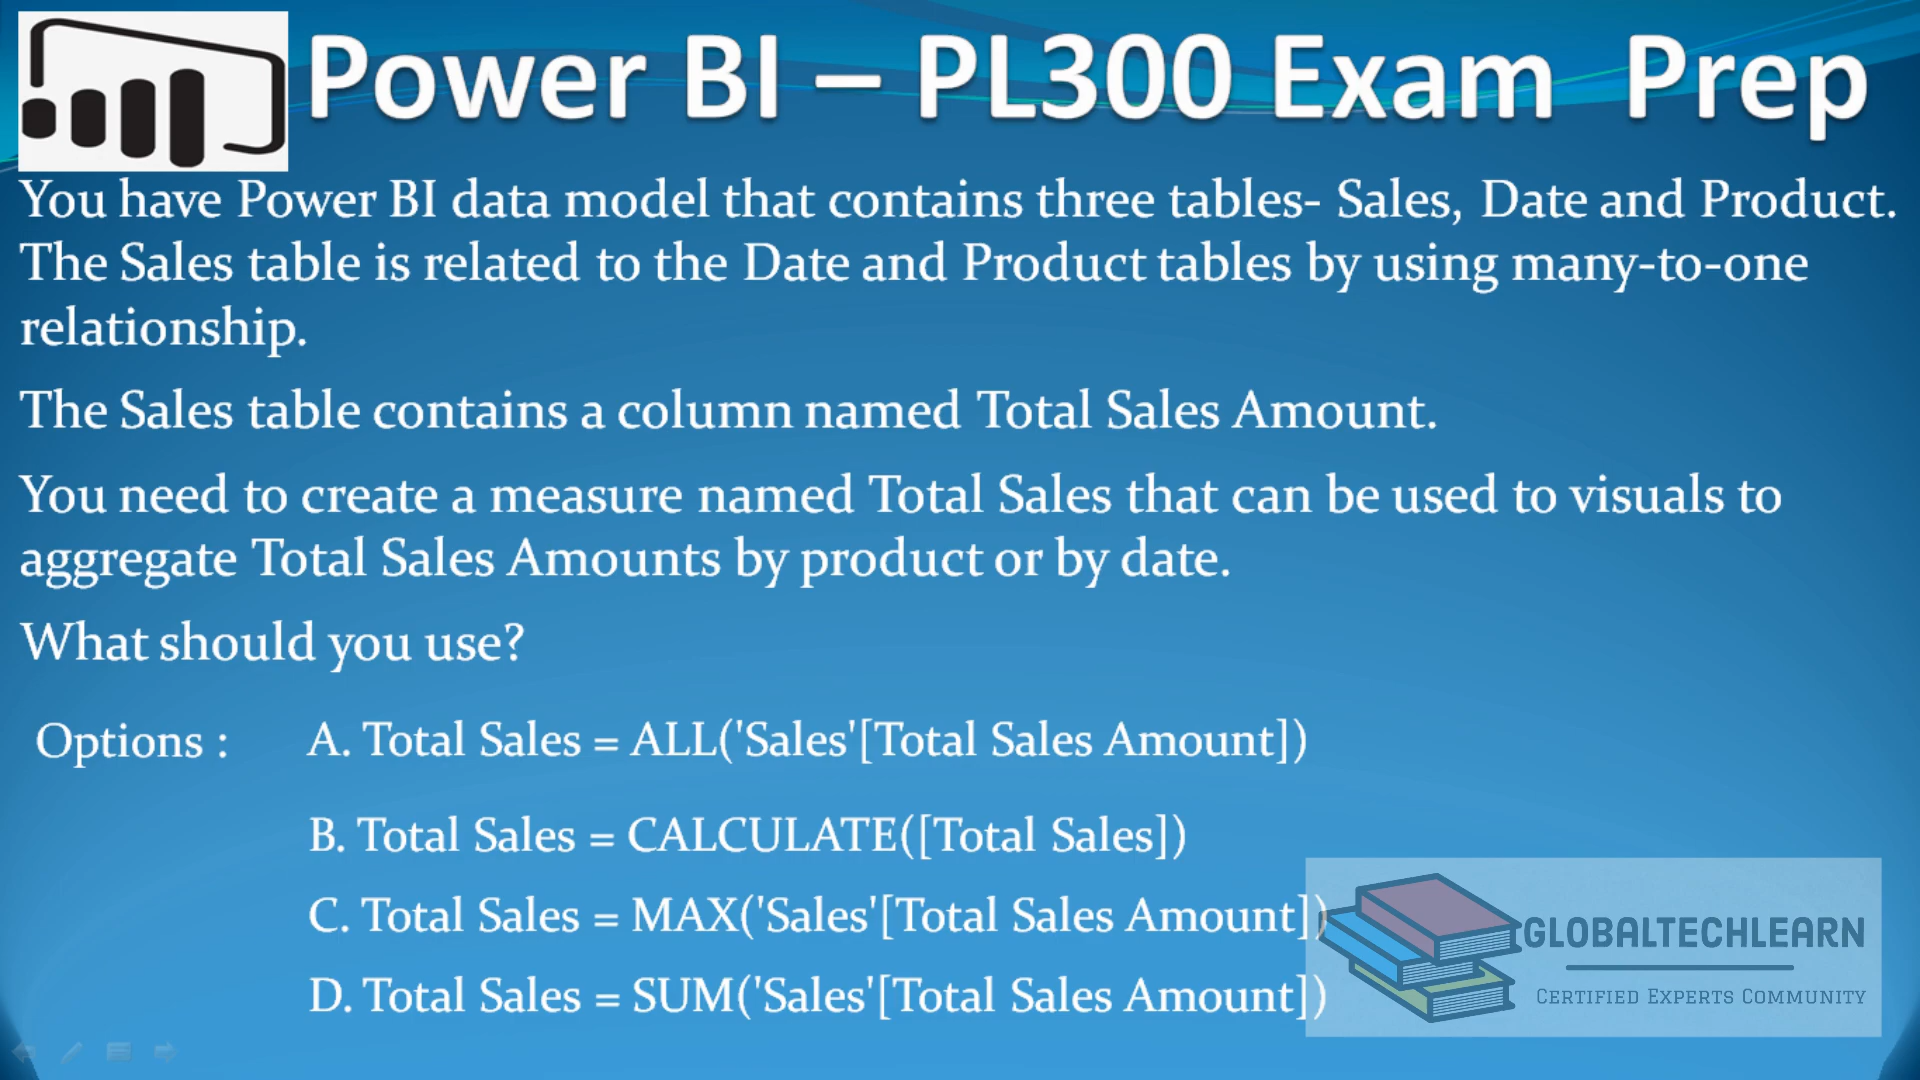 Power BI – PL300 Exam Prep
You have Power BI data model that contains three tables- Sales, Date and Product.
The Sales table is related to the Date and Product tables by using many-to-one
relationship.
The Sales table contains a column named Total Sales Amount.
You need to create a measure named Total Sales that can be used to visuals to
aggregate Total Sales Amounts by product or by date.
What should you use?
Options : A. Total Sales = ALL('Sales'[Total Sales Amount])
B. Total Sales = CALCULATE([Total Sales])
C. Total Sales = MAX('Sales'[Total Sales Amount])
D. Total Sales = SUM('Sales'[Total Sales Amount])
GLOBALTECHLEARN
CERTIFIED EXPERTS COMMUNITY